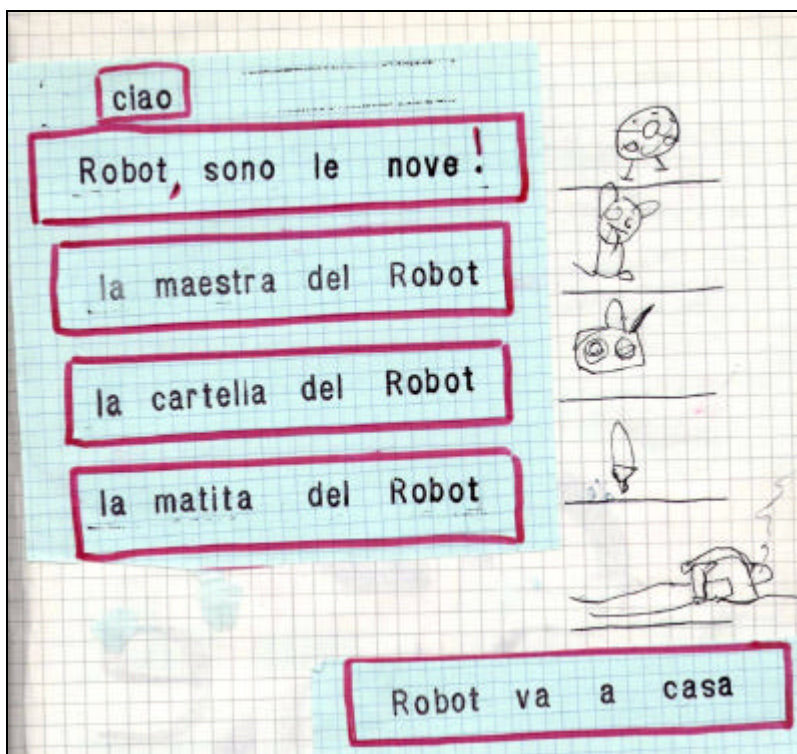 ciao
Robot, sono le nove!
la maestra del Robot
la cartella del Robot
la matita del Robot
Robot va a casa